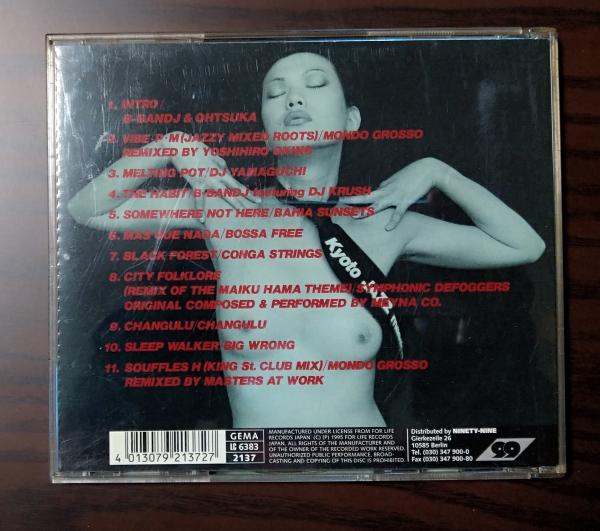 1. INTRO
B-BANDJ & OHTSUKA
2. VIBE·P·M (JAZZY MIXED ROOTS)/MONDO GROSSO
REMIXED BY YOSHIHIRO OKINO
3. MELTING POT/DJ YAMAGUCHI
4. THE HABIT/B-BANDJ featuring DJ KRUSH
5. SOMEWHERE NOT HERE/BAHIA SUNSETS
6. MAS QUE NADA/BOSSA FREE
7. BLACK FOREST/CONGA STRINGS
8. CITY FOLKLORE
(REMIX OF THE MAIKU HAMA THEME)/SYMPHONIC DEFOGGERS
ORIGINAL COMPOSED & PERFORMED BY MEYNA CO.
9. CHANGULU/CHANGULU
10. SLEEP WALKER/BIG WRONG
11. SOUFFLES H (KING St. CLUB MIX)/MONDO GROSSO
REMIXED BY MASTERS AT WORK
Kyoto
4 013079 213727
GEMA
LC 6383
2137
MANUFACTURED UNDER LICENSE FROM FOR LIFE
RECORDS JAPAN. (C) (P) 1995 FOR LIFE RECORDS
JAPAN. ALL RIGHTS OF THE MANUFACTURER AND
OF THE OWNER OF THE RECORDED WORK RESERVED.
UNAUTHORIZED PUBLIC PERFORMANCE, BROAD-
CASTING AND COPYING OF THIS DISC IS PROHIBITED.
Distributed by NINETY-NINE
Gierkezeile 26
10585 Berlin
Tel. (030) 347 900-0
Fax (030) 347 900-80
99